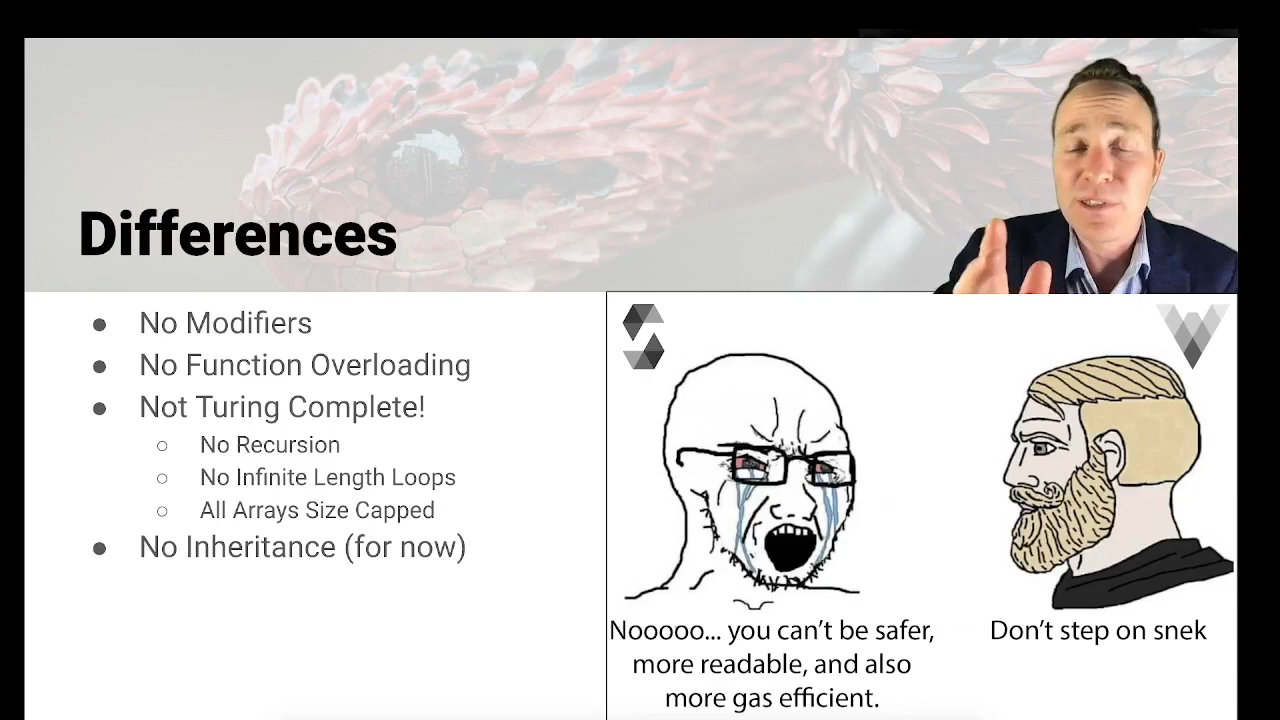 Differences
No Modifiers
No Function Overloading
Not Turing Complete!
No Recursion
No Infinite Length Loops
All Arrays Size Capped
No Inheritance (for now)
Nooooo... you can't be safer,
more readable, and also
more gas efficient.
Don't step on snek